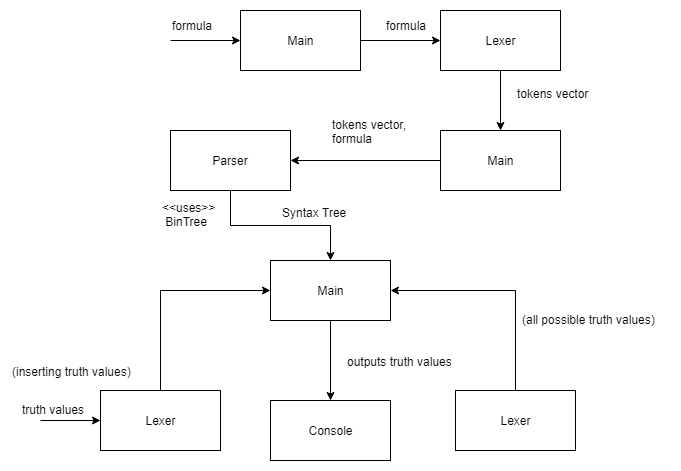 formula
formula
Main
Lexer
tokens vector
tokens vector,
formula
Parser
Main
<<uses>>
BinTree
Syntax Tree
Main
(all possible truth values)
outputs truth values
(inserting truth values)
truth values
Lexer
Console
Lexer